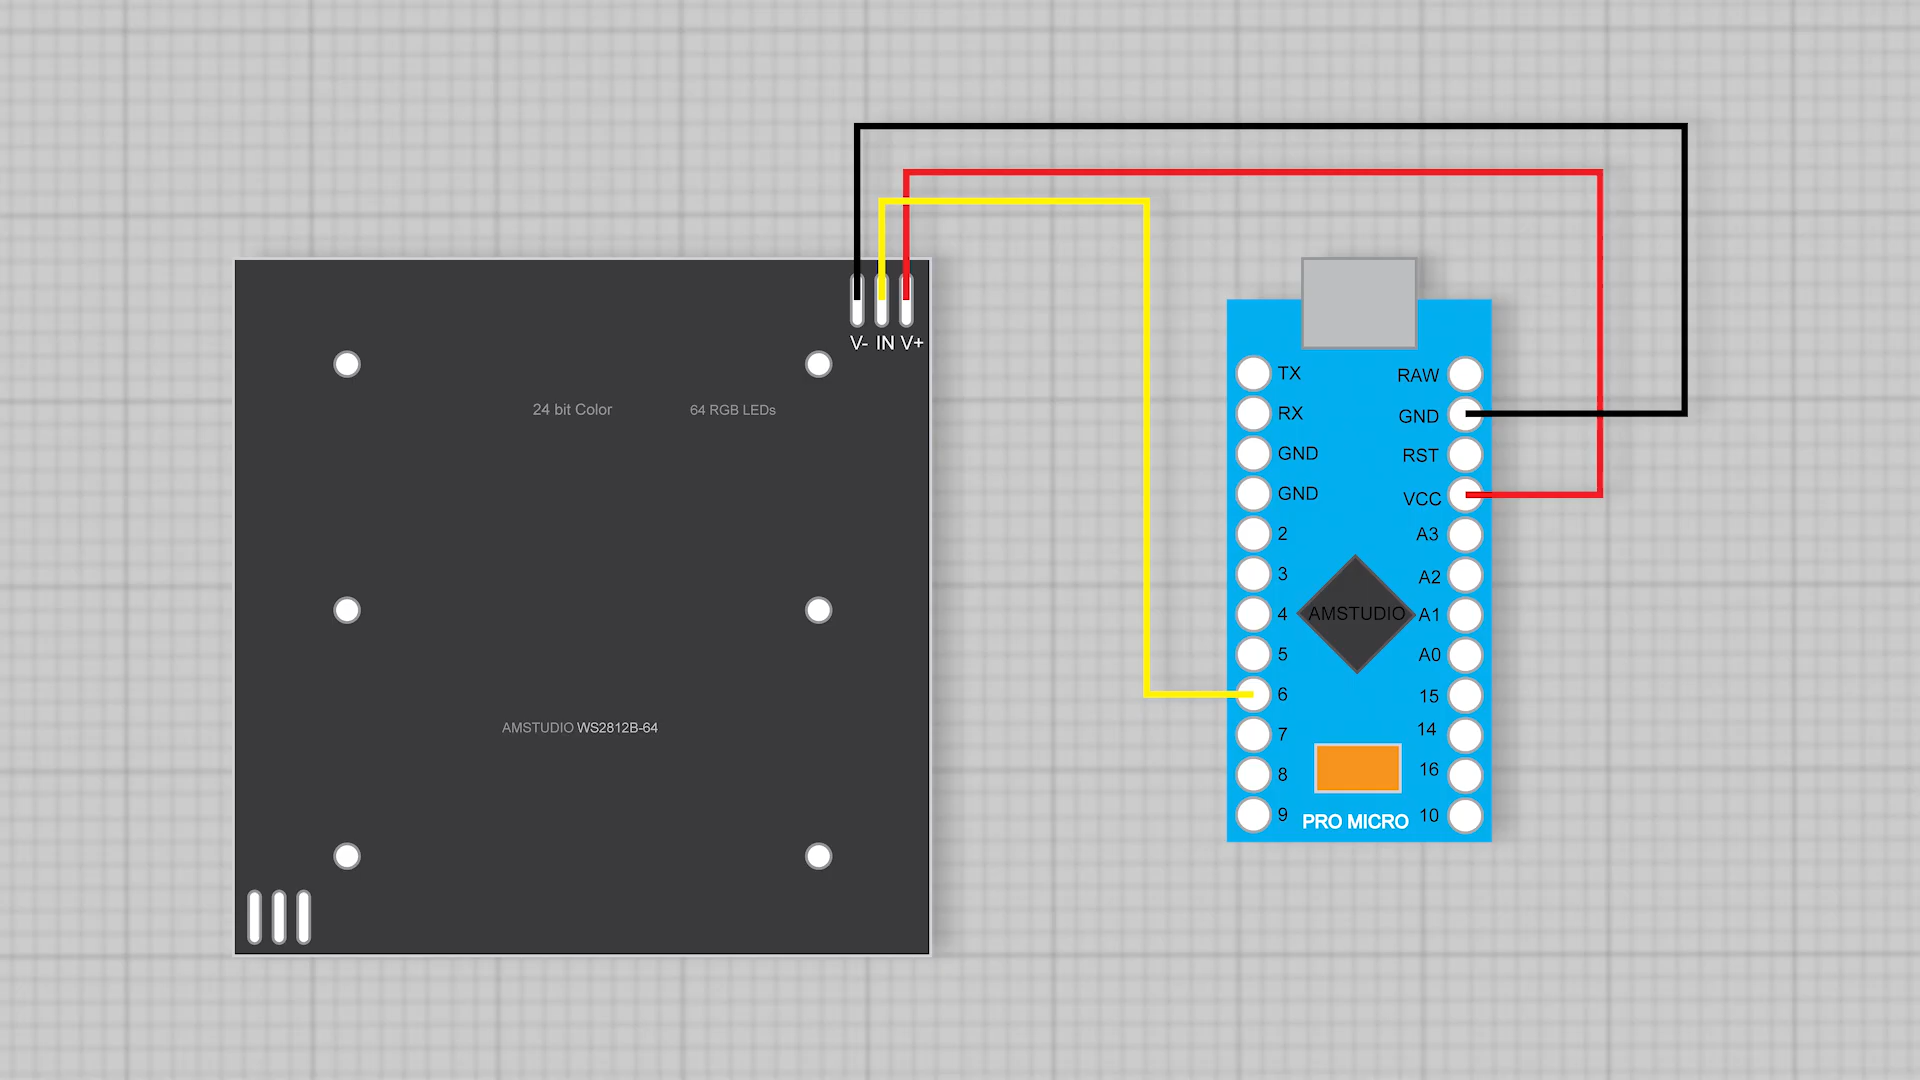 V- IN V+
24 bit Color
64 RGB LEDs
AMSTUDIO WS2812B-64
TX
RX
GND
GND
2
3
4
5
6
7
8
9
RAW
GND
RST
VCC
A3
A2
A1
A0
15
14
16
10
AMSTUDIO
PRO MICRO